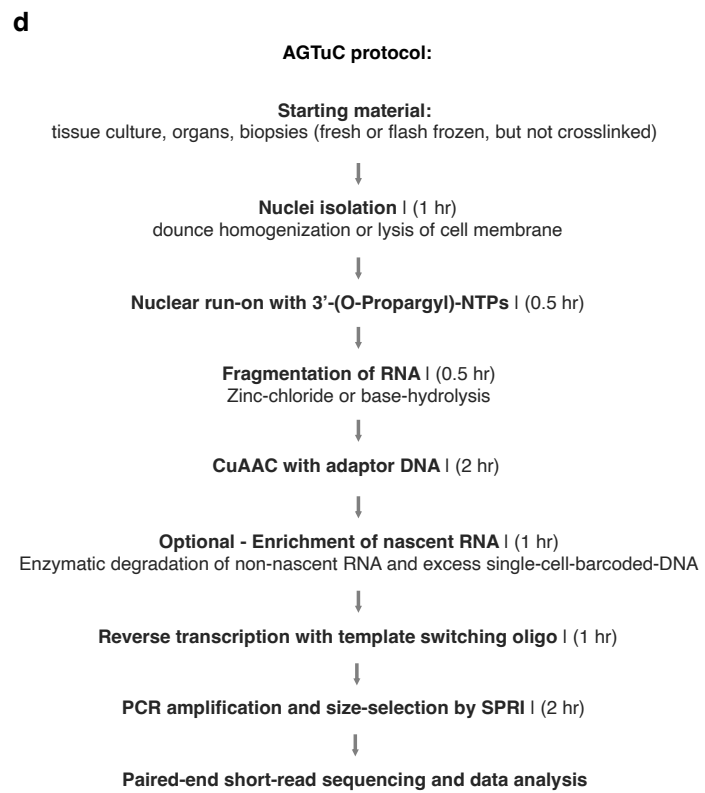 d
AGTuC protocol:
Starting material:
tissue culture, organs, biopsies (fresh or flash frozen, but not crosslinked)
Nuclei isolation | (1 hr)
dounce homogenization or lysis of cell membrane
Nuclear run-on with 3’-(O-Propargyl)-NTPs | (0.5 hr)
Fragmentation of RNA | (0.5 hr)
Zinc-chloride or base-hydrolysis
CuAAC with adaptor DNA | (2 hr)
Optional - Enrichment of nascent RNA | (1 hr)
Enzymatic degradation of non-nascent RNA and excess single-cell-barcoded-DNA
Reverse transcription with template switching oligo | (1 hr)
PCR amplification and size-selection by SPRI | (2 hr)
Paired-end short-read sequencing and data analysis